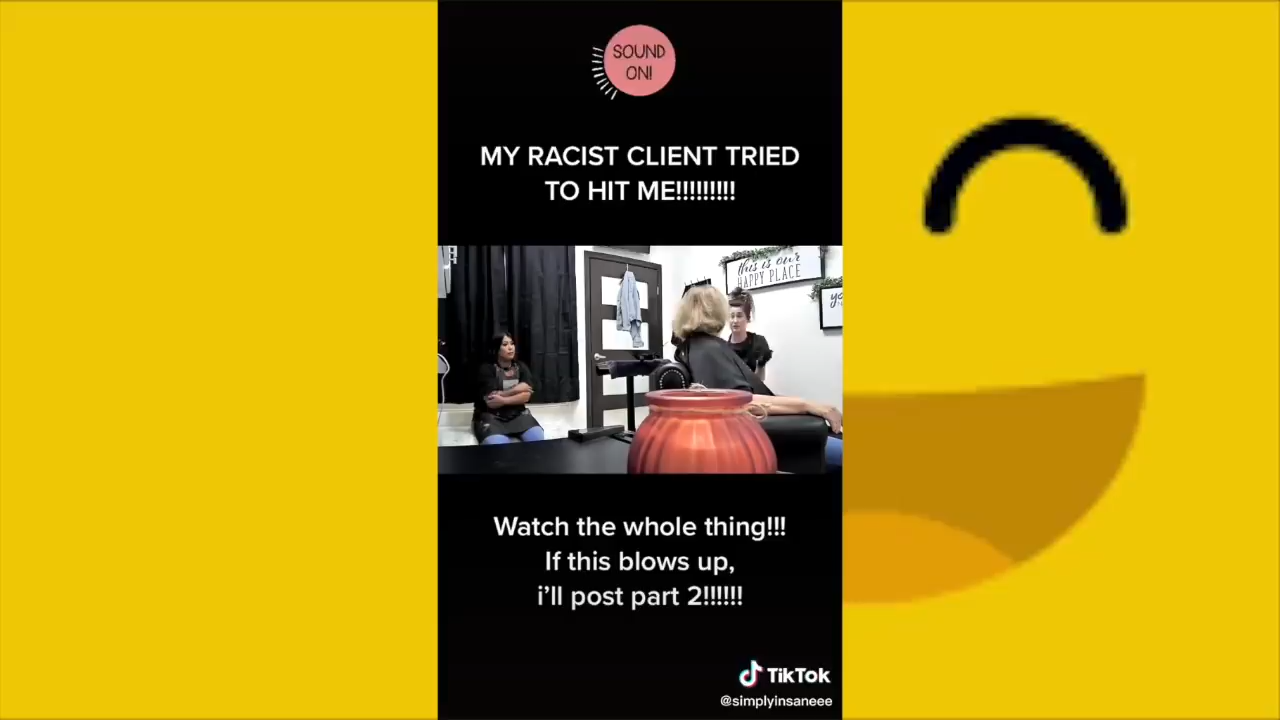 SOUND
ON!
MY RACIST CLIENT TRIED
TO HIT ME!!!!!!!!!
this is our
HAPPY PLACE
Watch the whole thing!!!
If this blows up,
i'll post part 2!!!!!!
TikTok
@simplyinsaneee